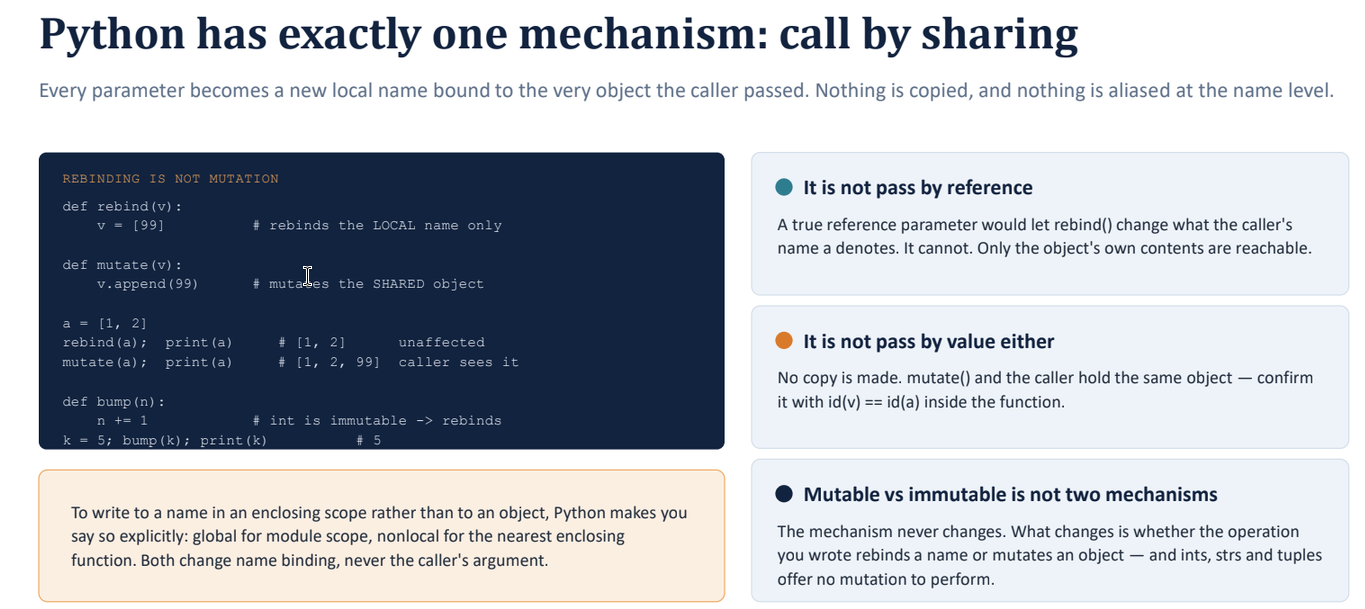 Python has exactly one mechanism: call by sharing
Every parameter becomes a new local name bound to the very object the caller passed. Nothing is copied, and nothing is aliased at the name level.
REBINDING IS NOT MUTATION
def rebind(v):
    v = [99]          # rebinds the LOCAL name only
def mutate(v):
    v.append(99)      # mutates the SHARED object
a = [1, 2]
rebind(a);  print(a)     # [1, 2]      unaffected
mutate(a);  print(a)     # [1, 2, 99]  caller sees it
def bump(n):
    n += 1            # int is immutable -> rebinds
k = 5; bump(k); print(k)          # 5
To write to a name in an enclosing scope rather than to an object, Python makes you
say so explicitly: global for module scope, nonlocal for the nearest enclosing
function. Both change name binding, never the caller's argument.
It is not pass by reference
A true reference parameter would let rebind() change what the caller's
name a denotes. It cannot. Only the object's own contents are reachable.
It is not pass by value either
No copy is made. mutate() and the caller hold the same object — confirm
it with id(v) == id(a) inside the function.
Mutable vs immutable is not two mechanisms
The mechanism never changes. What changes is whether the operation
you wrote rebinds a name or mutates an object — and ints, strs and tuples
offer no mutation to perform.